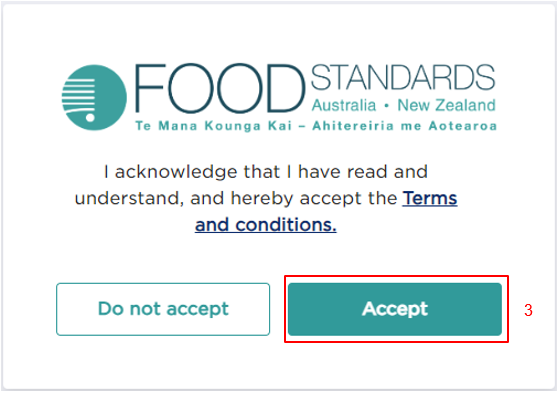 FOOD STANDARDS
Australia • New Zealand
Te Mana Kounga Kai – Ahitereiria me Aotearoa
I acknowledge that I have read and
understand, and hereby accept the Terms
and conditions.
Do not accept
Accept
3